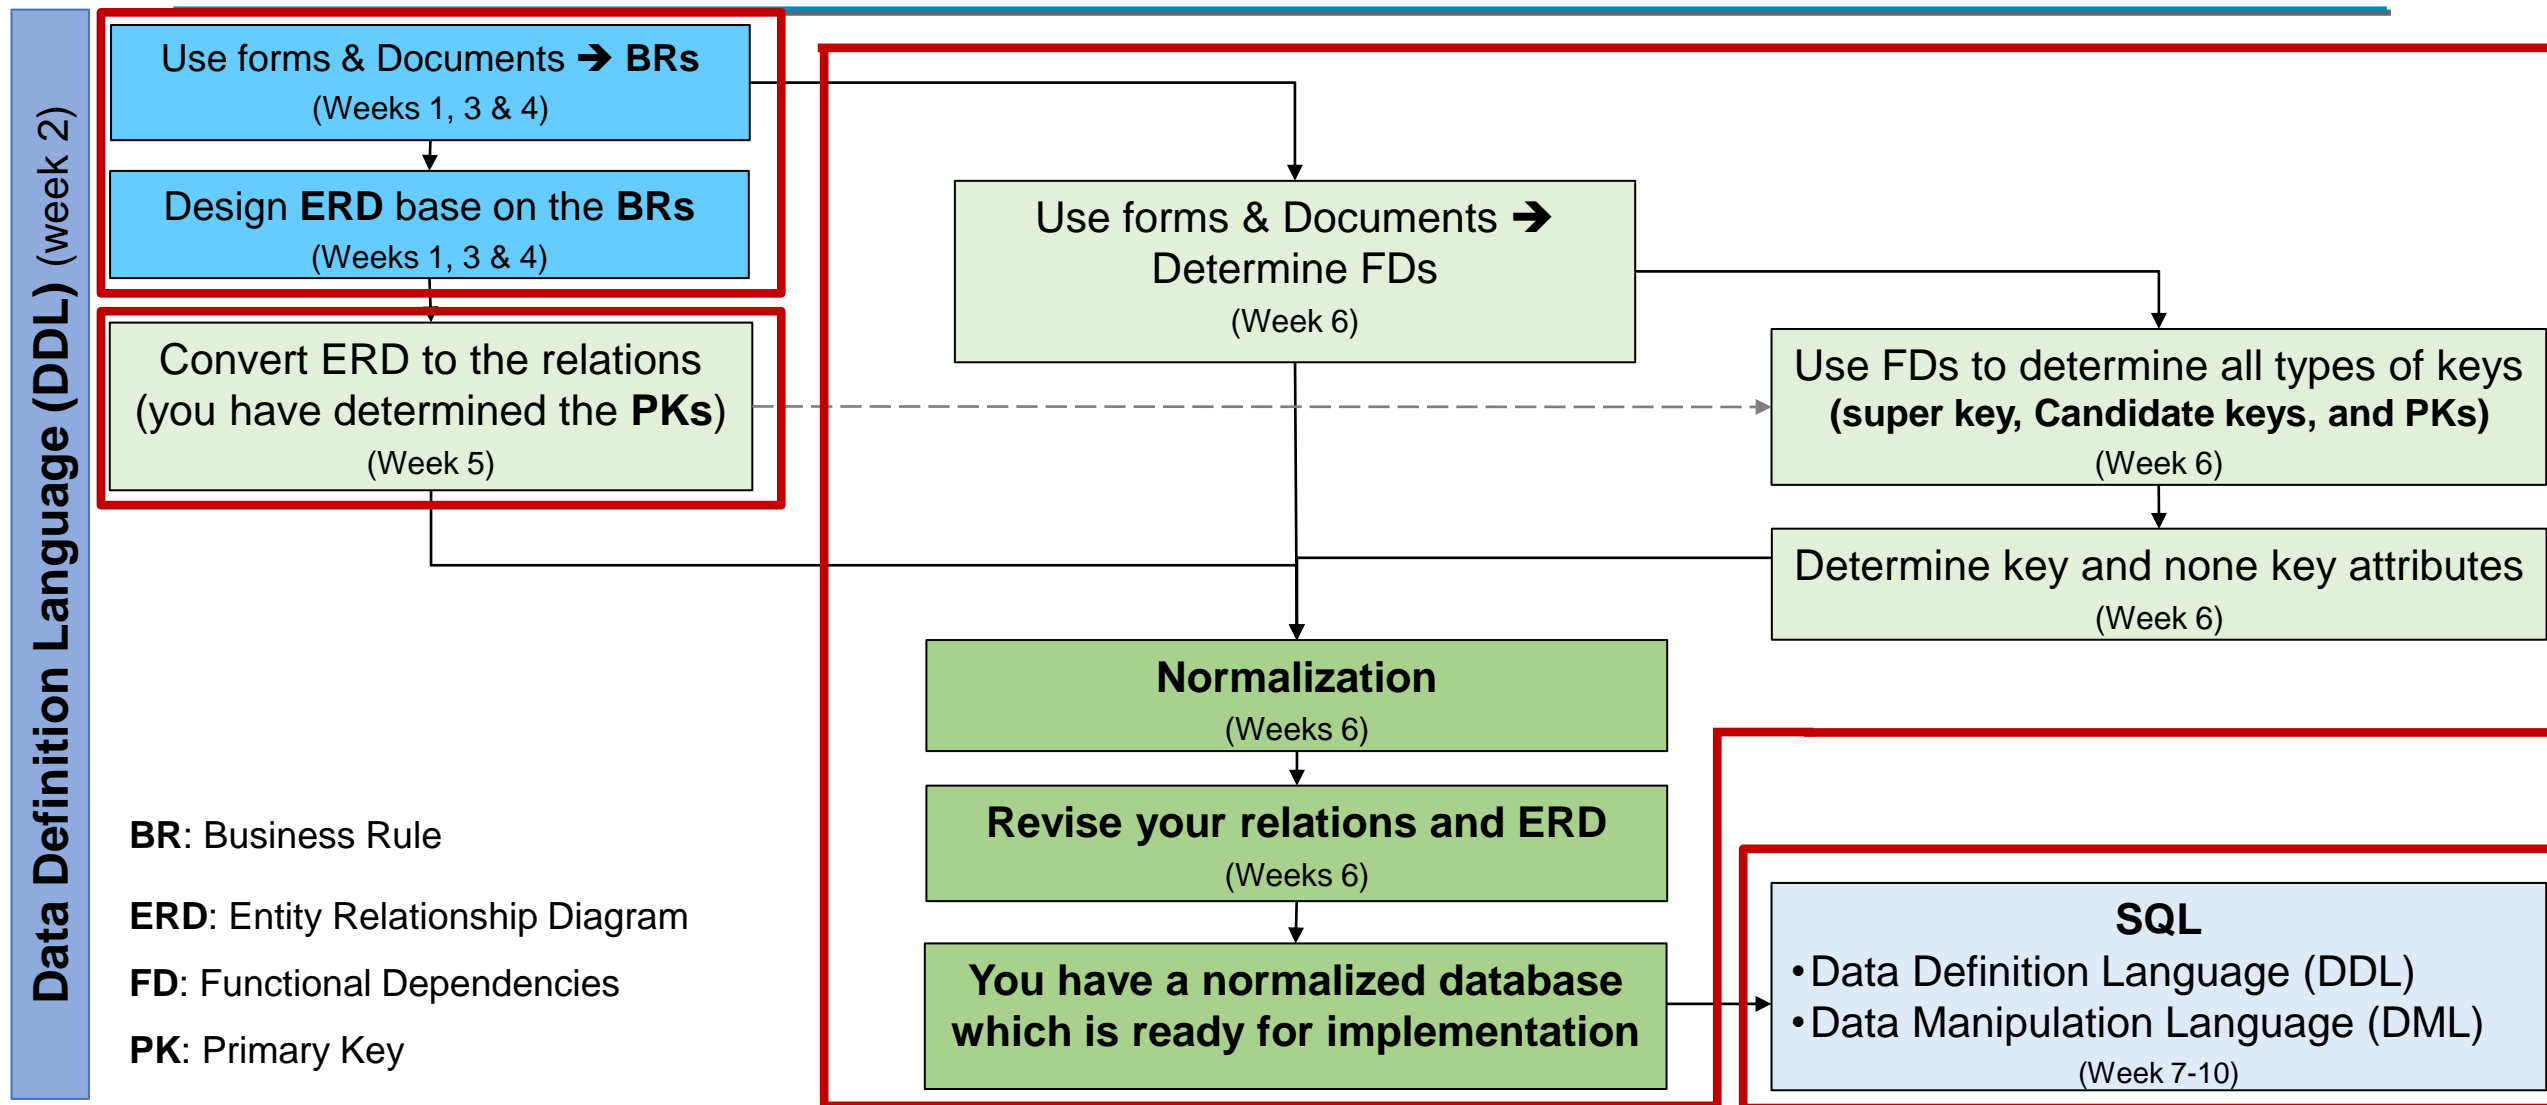 Data Definition Language (DDL) (week 2)
Use forms & Documents ➔ BRs
(Weeks 1, 3 & 4)
Design ERD base on the BRs
(Weeks 1, 3 & 4)
Convert ERD to the relations
(you have determined the PKs)
(Week 5)
Use forms & Documents ➔
Determine FDs
(Week 6)
Use FDs to determine all types of keys
(super key, Candidate keys, and PKs)
(Week 6)
Determine key and none key attributes
(Week 6)
Normalization
(Weeks 6)
Revise your relations and ERD
(Weeks 6)
You have a normalized database
which is ready for implementation
SQL
•Data Definition Language (DDL)
•Data Manipulation Language (DML)
(Week 7-10)
BR: Business Rule
ERD: Entity Relationship Diagram
FD: Functional Dependencies
PK: Primary Key